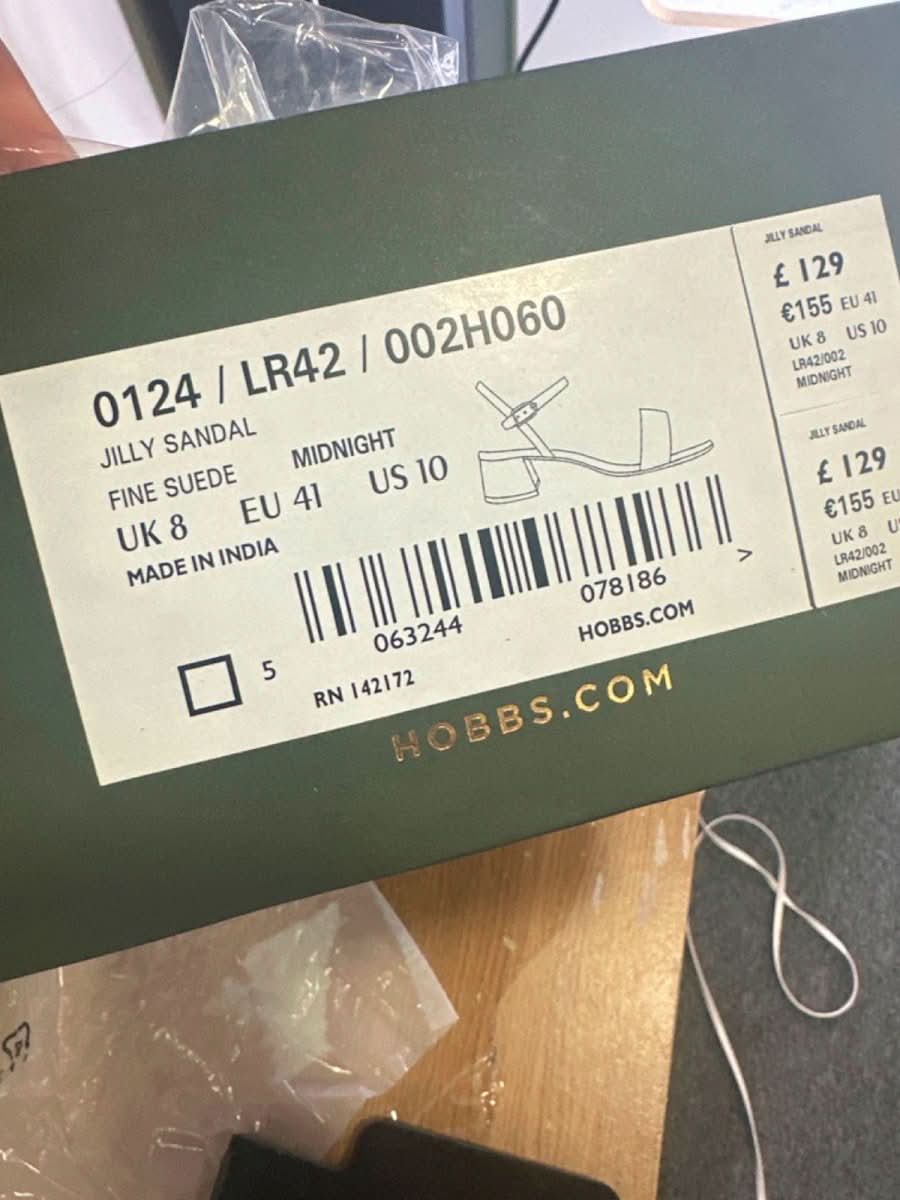 0124 / LR42 / 002H060
JILLY SANDAL
FINE SUEDE MIDNIGHT
UK 8 EU 41 US 10
MADE IN INDIA
5 063244 078186 >
RN 142172 HOBBS.COM
HOBBS.COM
JILLY SANDAL
£ 129
€155 EU 41
UK 8 US 10
LR42/002
MIDNIGHT
JILLY SANDAL
£ 129
€155 EU
UK 8 U
LR42/002
MIDNIGHT